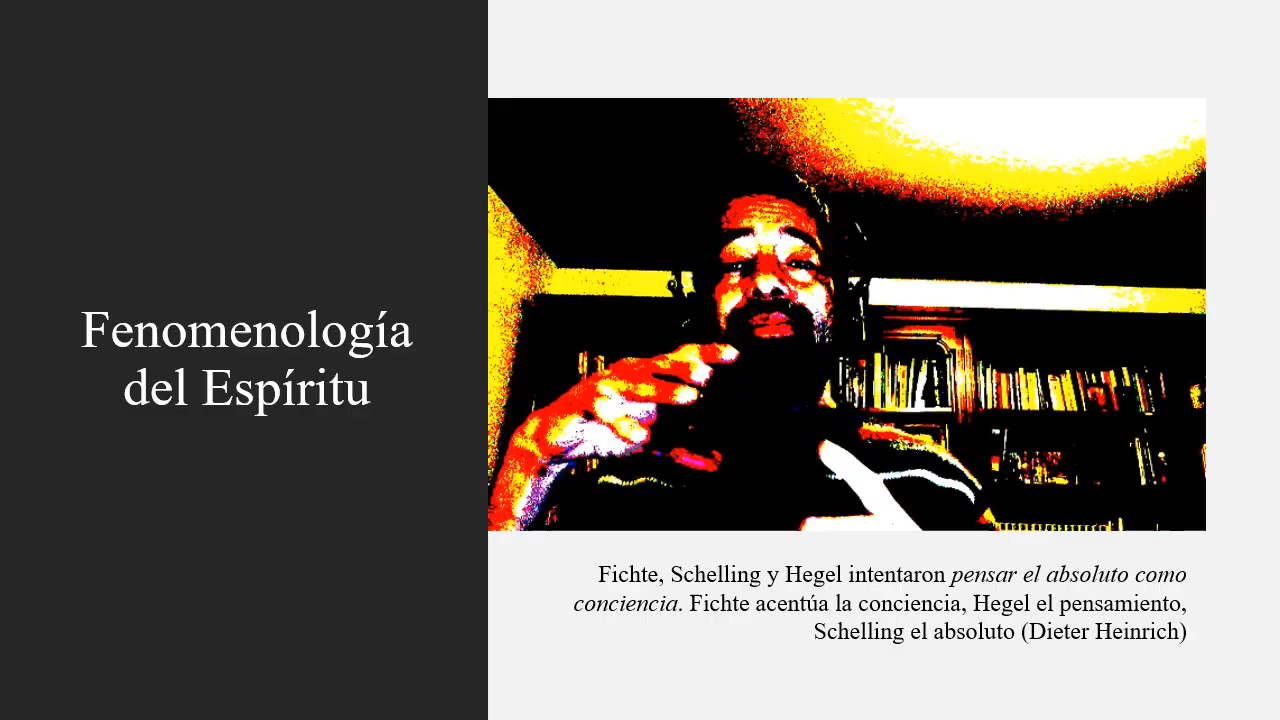 Fenomenología
del Espíritu
Fichte, Schelling y Hegel intentaron pensar el absoluto como
conciencia. Fichte acentúa la conciencia, Hegel el pensamiento,
Schelling el absoluto (Dieter Heinrich)